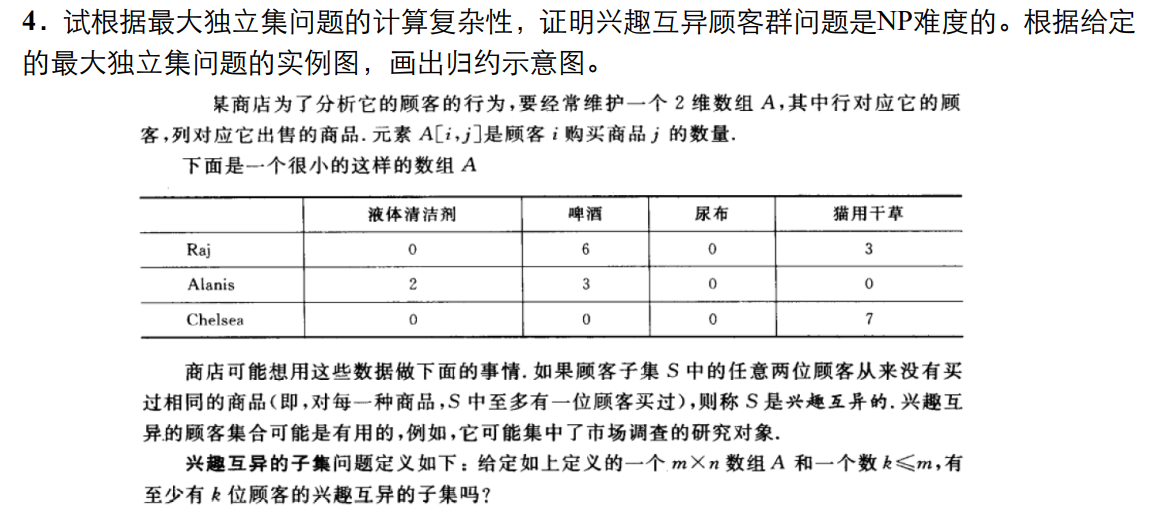 4．试根据最大独立集问题的计算复杂性，证明兴趣互异顾客群问题是NP难度的。根据给定
的最大独立集问题的实例图，画出归约示意图。
某商店为了分析它的顾客的行为,要经常维护一个 2 维数组 A,其中行对应它的顾
客,列对应它出售的商品.元素 A[i,j]是顾客 i 购买商品 j 的数量.
下面是一个很小的这样的数组 A
液体清洁剂 啤酒 尿布 猫用干草
Raj 0 6 0 3
Alanis 2 3 0 0
Chelsea 0 0 0 7
商店可能想用这些数据做下面的事情.如果顾客子集 S 中的任意两位顾客从来没有买
过相同的商品(即,对每一种商品,S 中至多有一位顾客买过),则称 S 是兴趣互异的.兴趣互
异的顾客集合可能是有用的,例如,它可能集中了市场调查的研究对象.
兴趣互异的子集问题定义如下：给定如上定义的一个 m×n 数组 A 和一个数 k≤m,有
至少有 k 位顾客的兴趣互异的子集吗?